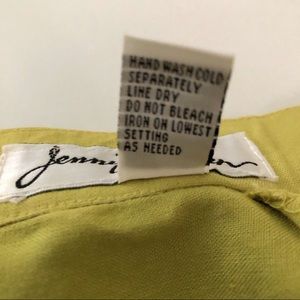 HAND WASH COLD
SEPARATELY
LINE DRY
DO NOT BLEACH
IRON ON LOWEST
SETTING
AS NEEDED